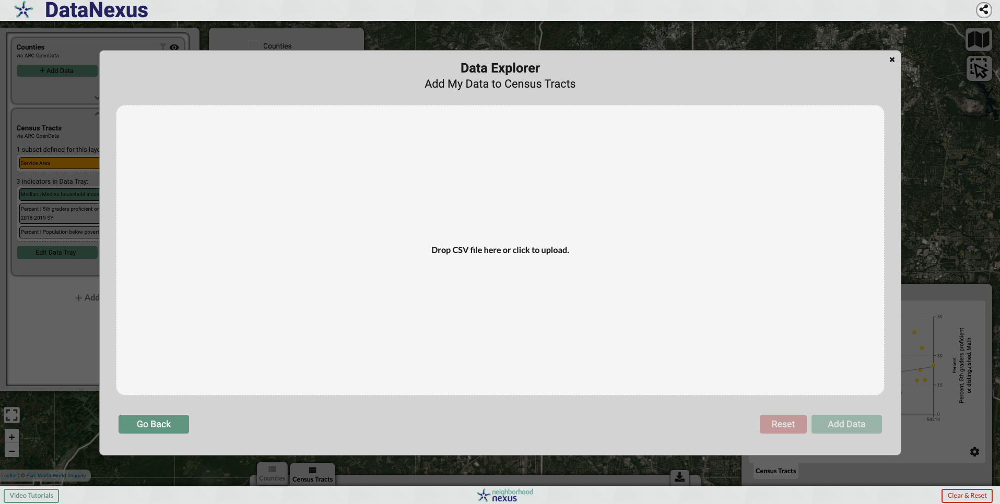 DataNexus
Counties
via ARC OpenData
+ Add Data
Counties
Data Explorer
Add My Data to Census Tracts
Census Tracts
via ARC OpenData
1 subset defined for this laye
Service Area
3 indicators in Data Tray:
Median | Median household incom
Percent | 5th graders proficient or
2018-2019 SY
Percent | Population below povert
Edit Data Tray
+ Add
Drop CSV file here or click to upload.
50
30
15
0
54210
Percent
Percent, 5th graders proficient
or distinguished, Math
Go Back
Reset
Add Data
+
−
Leaflet | © Esri: World World Imagery
Counties
Census Tracts
Census Tracts
Video Tutorials
neighborhood
nexus
Clear & Reset